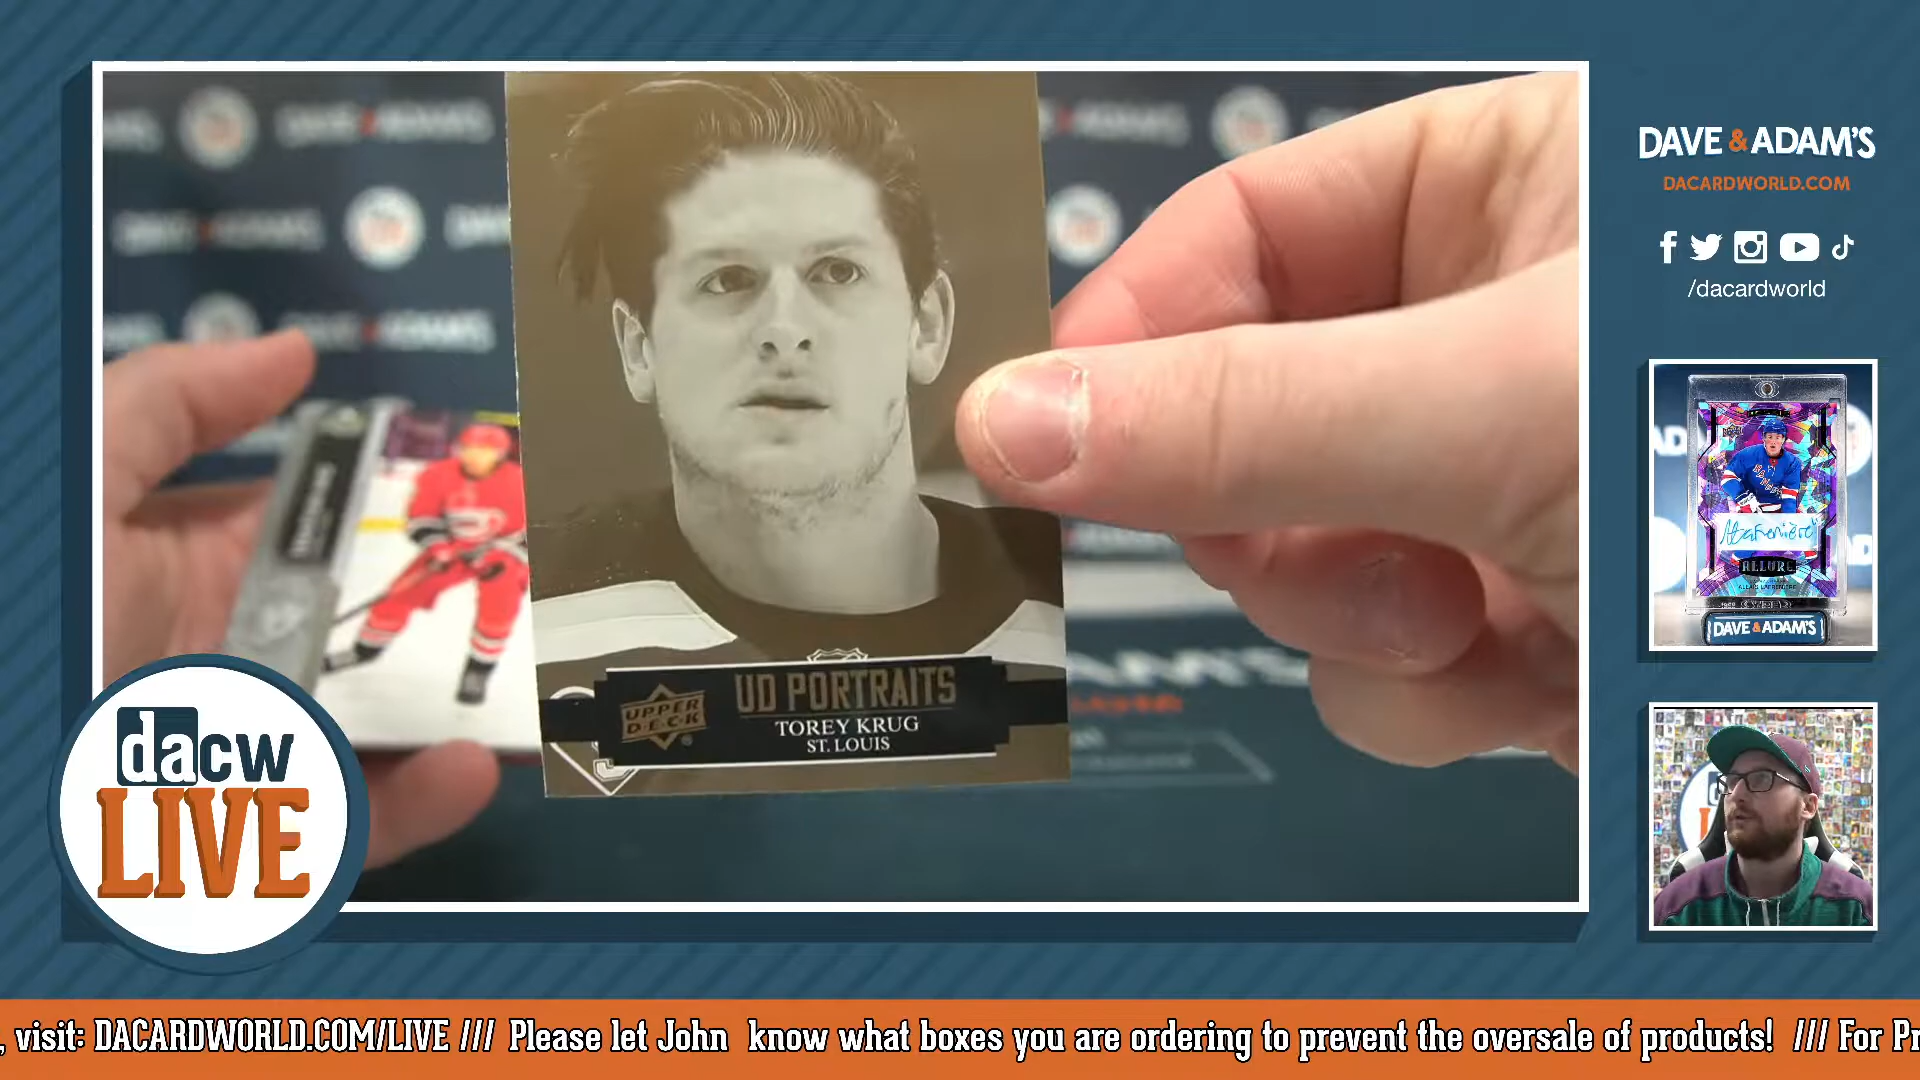 DAVE & ADAM'S
DACARDWORLD.COM
/dacardworld
UPPER
D·E·C·K
UD PORTRAITS
TOREY KRUG
ST. LOUIS
ALLURE
DAVE & ADAM'S
dacw
LIVE
, visit: DACARDWORLD.COM/LIVE /// Please let John know what boxes you are ordering to prevent the oversale of products! /// For Pr